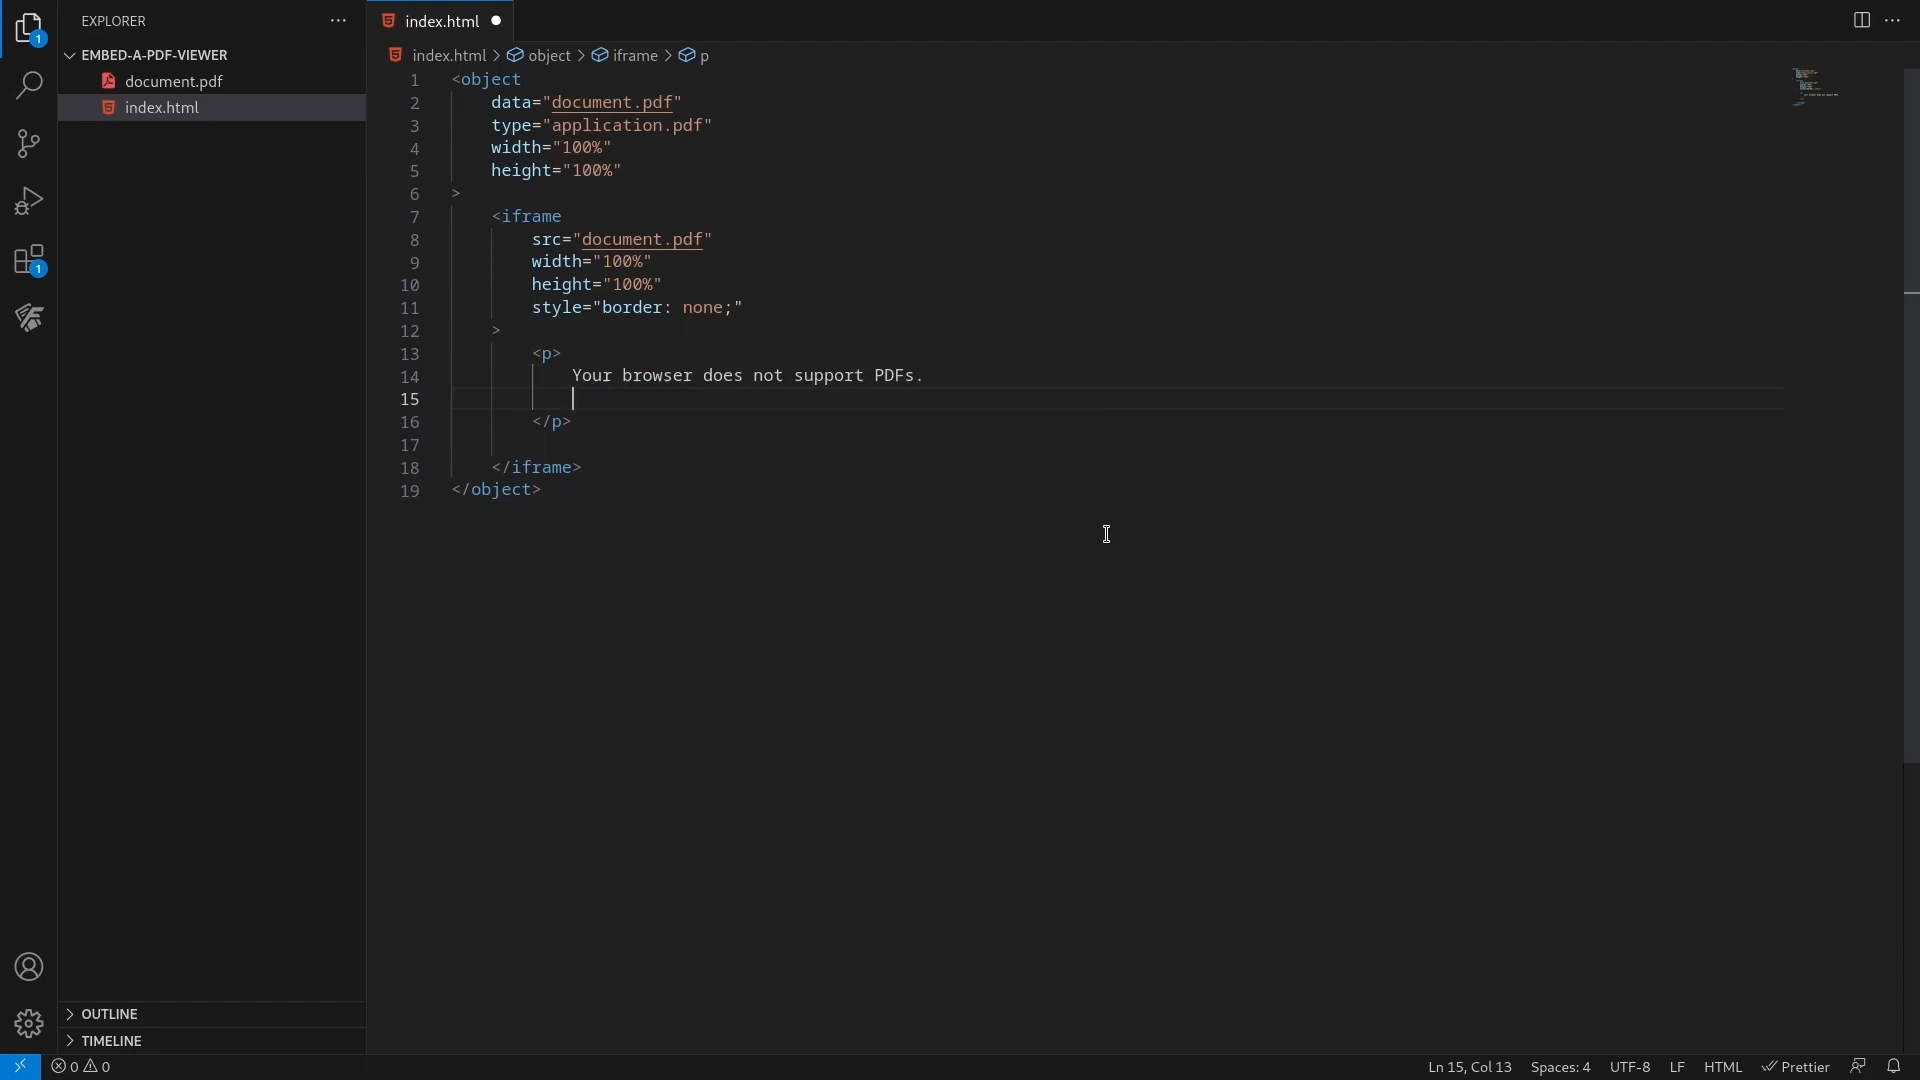 1
EXPLORER
EMBED-A-PDF-VIEWER
document.pdf
index.html
OUTLINE
TIMELINE
1
index.html
index.html > object > iframe > p
1 <object
2 data="document.pdf"
3 type="application.pdf"
4 width="100%"
5 height="100%"
6 >
7 <iframe
8 src="document.pdf"
9 width="100%"
10 height="100%"
11 style="border: none;"
12 >
13 <p>
14 Your browser does not support PDFs.
15
16 </p>
17
18 </iframe>
19 </object>
0 0 Ln 15, Col 13 Spaces: 4 UTF-8 LF HTML Prettier